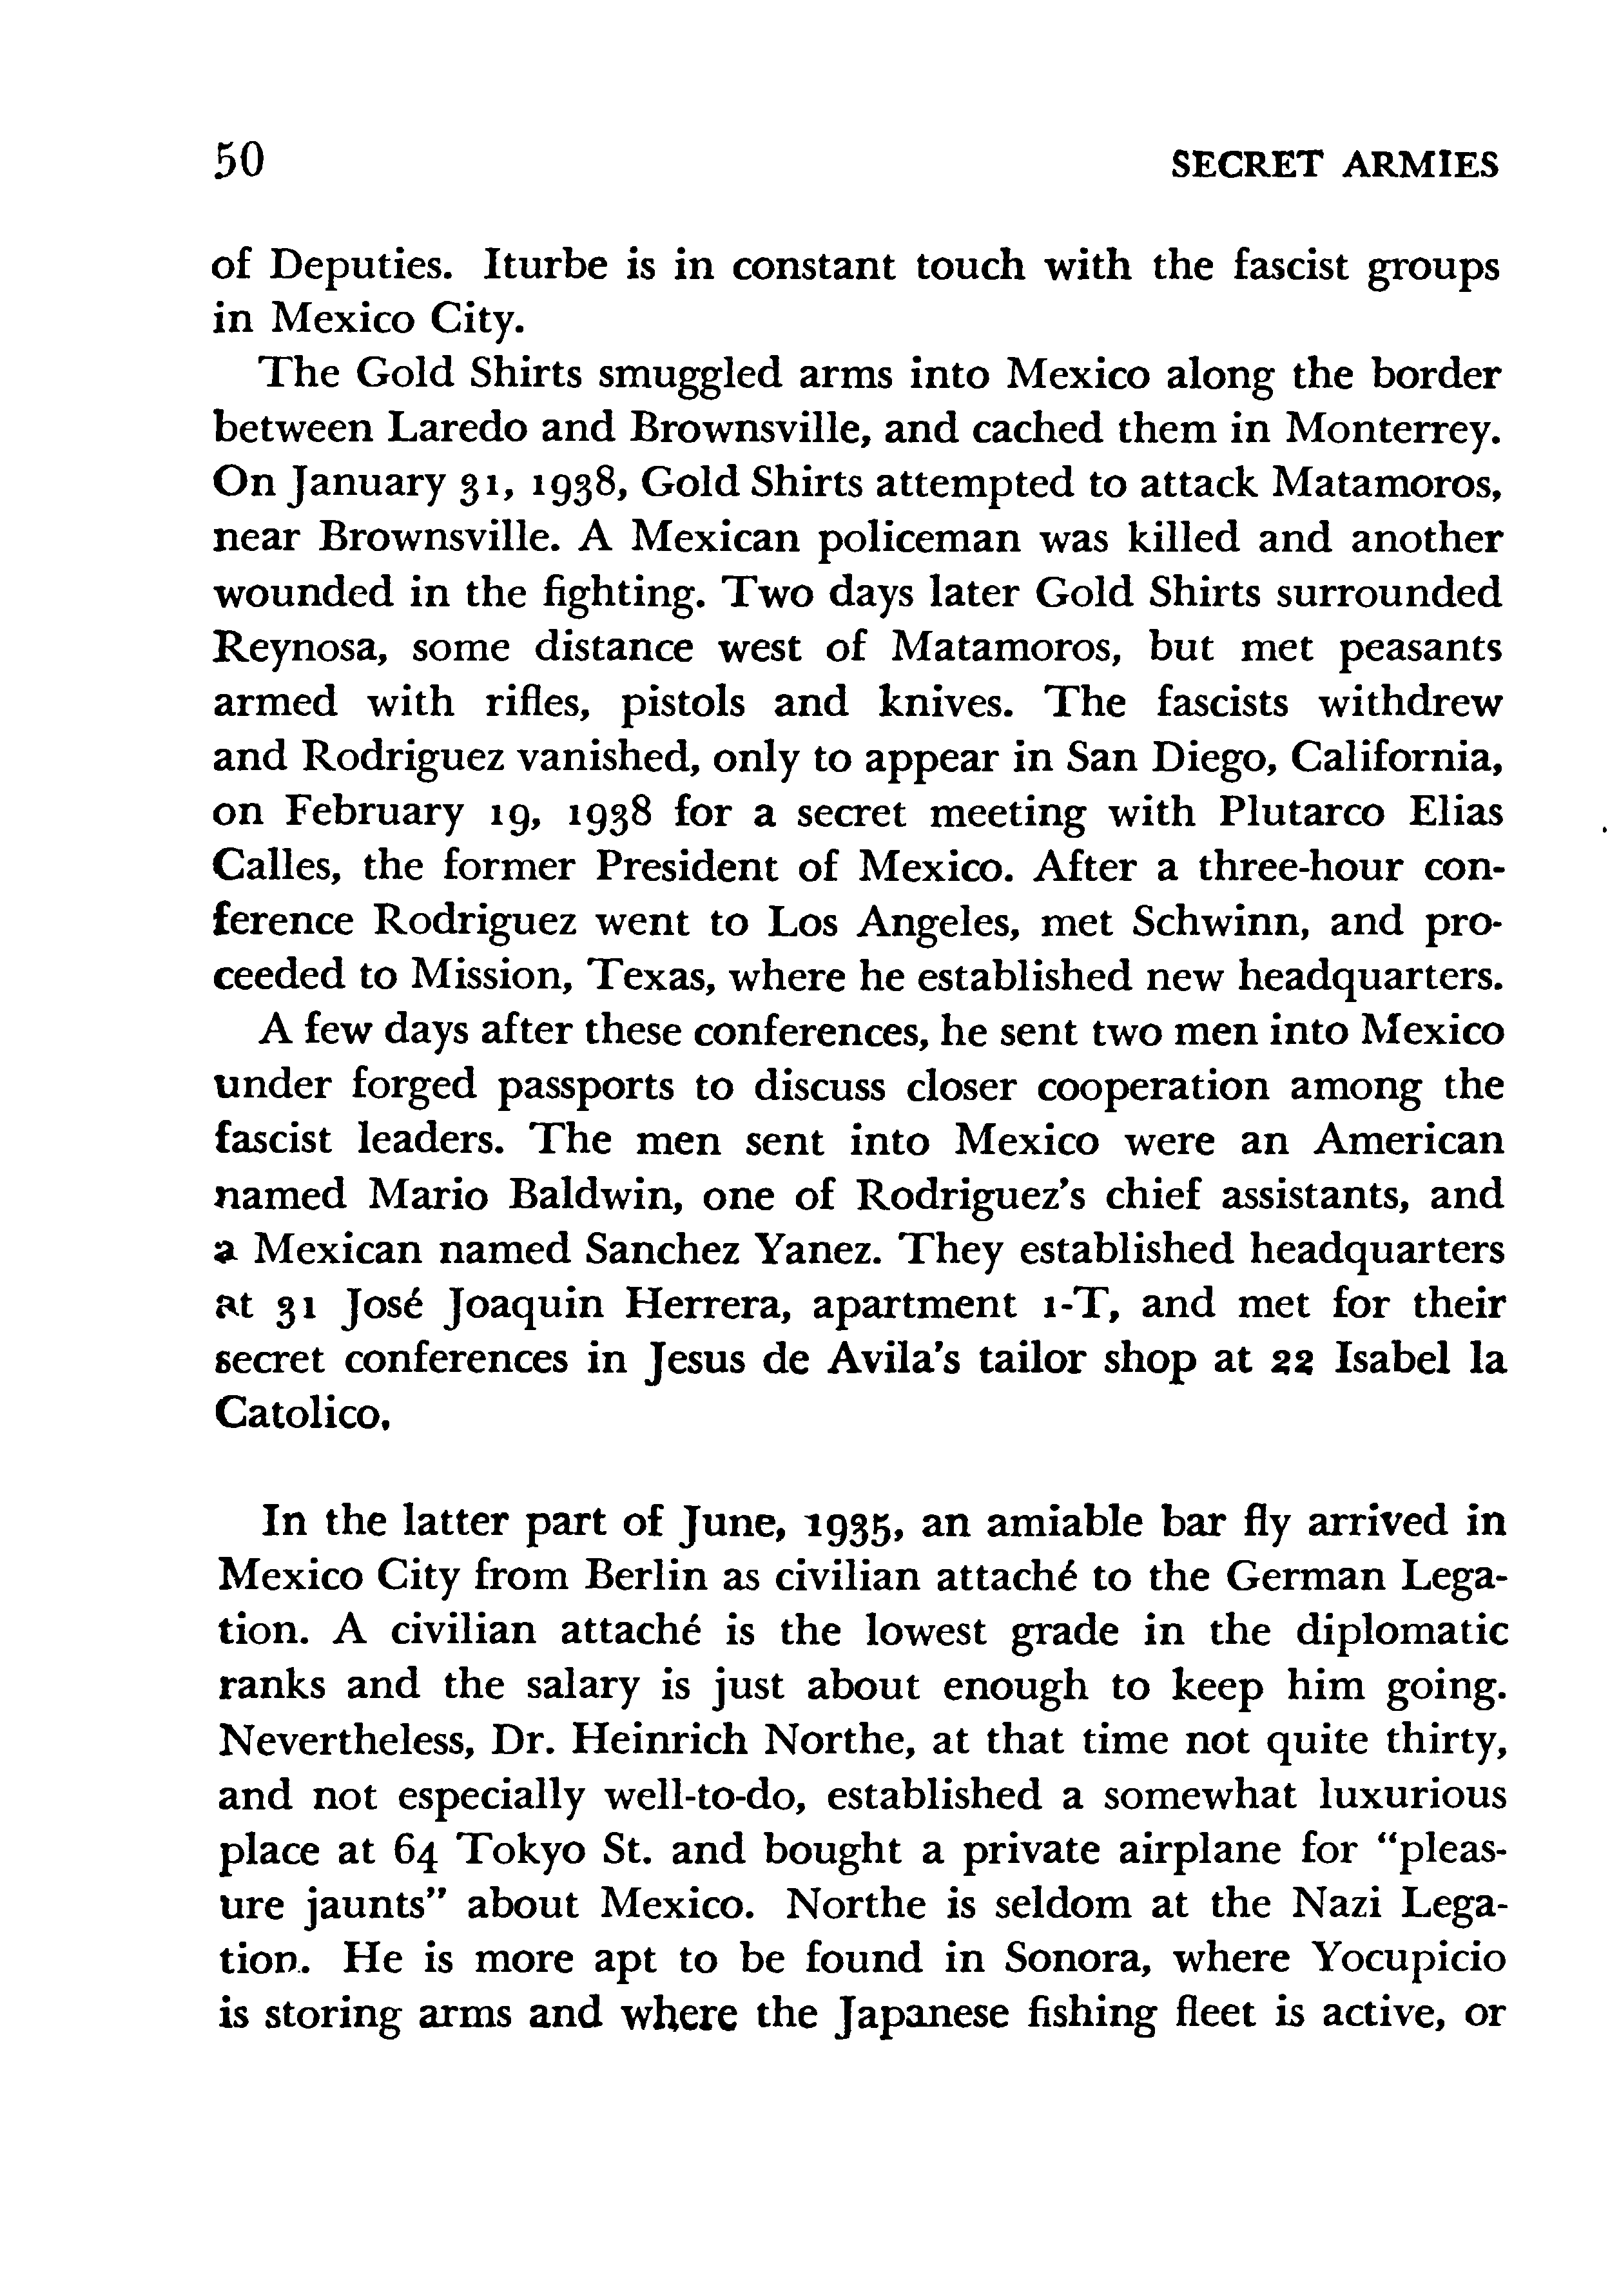 50 SECRET ARMIES
of Deputies. Iturbe is in constant touch with the fascist groups
in Mexico City.
The Gold Shirts smuggled arms into Mexico along the border
between Laredo and Brownsville, and cached them in Monterrey.
On January 31, 1938, Gold Shirts attempted to attack Matamoros,
near Brownsville. A Mexican policeman was killed and another
wounded in the fighting. Two days later Gold Shirts surrounded
Reynosa, some distance west of Matamoros, but met peasants
armed with rifles, pistols and knives. The fascists withdrew
and Rodriguez vanished, only to appear in San Diego, California,
on February 19, 1938 for a secret meeting with Plutarco Elias
Calles, the former President of Mexico. After a three-hour con-
ference Rodriguez went to Los Angeles, met Schwinn, and pro-
ceeded to Mission, Texas, where he established new headquarters.
A few days after these conferences, he sent two men into Mexico
under forged passports to discuss closer cooperation among the
fascist leaders. The men sent into Mexico were an American
named Mario Baldwin, one of Rodriguez's chief assistants, and
a Mexican named Sanchez Yanez. They established headquarters
at 31 José Joaquin Herrera, apartment 1-T, and met for their
secret conferences in Jesus de Avila's tailor shop at 22 Isabel la
Catolico.
In the latter part of June, 1935, an amiable bar fly arrived in
Mexico City from Berlin as civilian attaché to the German Lega-
tion. A civilian attaché is the lowest grade in the diplomatic
ranks and the salary is just about enough to keep him going.
Nevertheless, Dr. Heinrich Northe, at that time not quite thirty,
and not especially well-to-do, established a somewhat luxurious
place at 64 Tokyo St. and bought a private airplane for "pleas-
ure jaunts" about Mexico. Northe is seldom at the Nazi Lega-
tion. He is more apt to be found in Sonora, where Yocupicio
is storing arms and where the Japanese fishing fleet is active, or